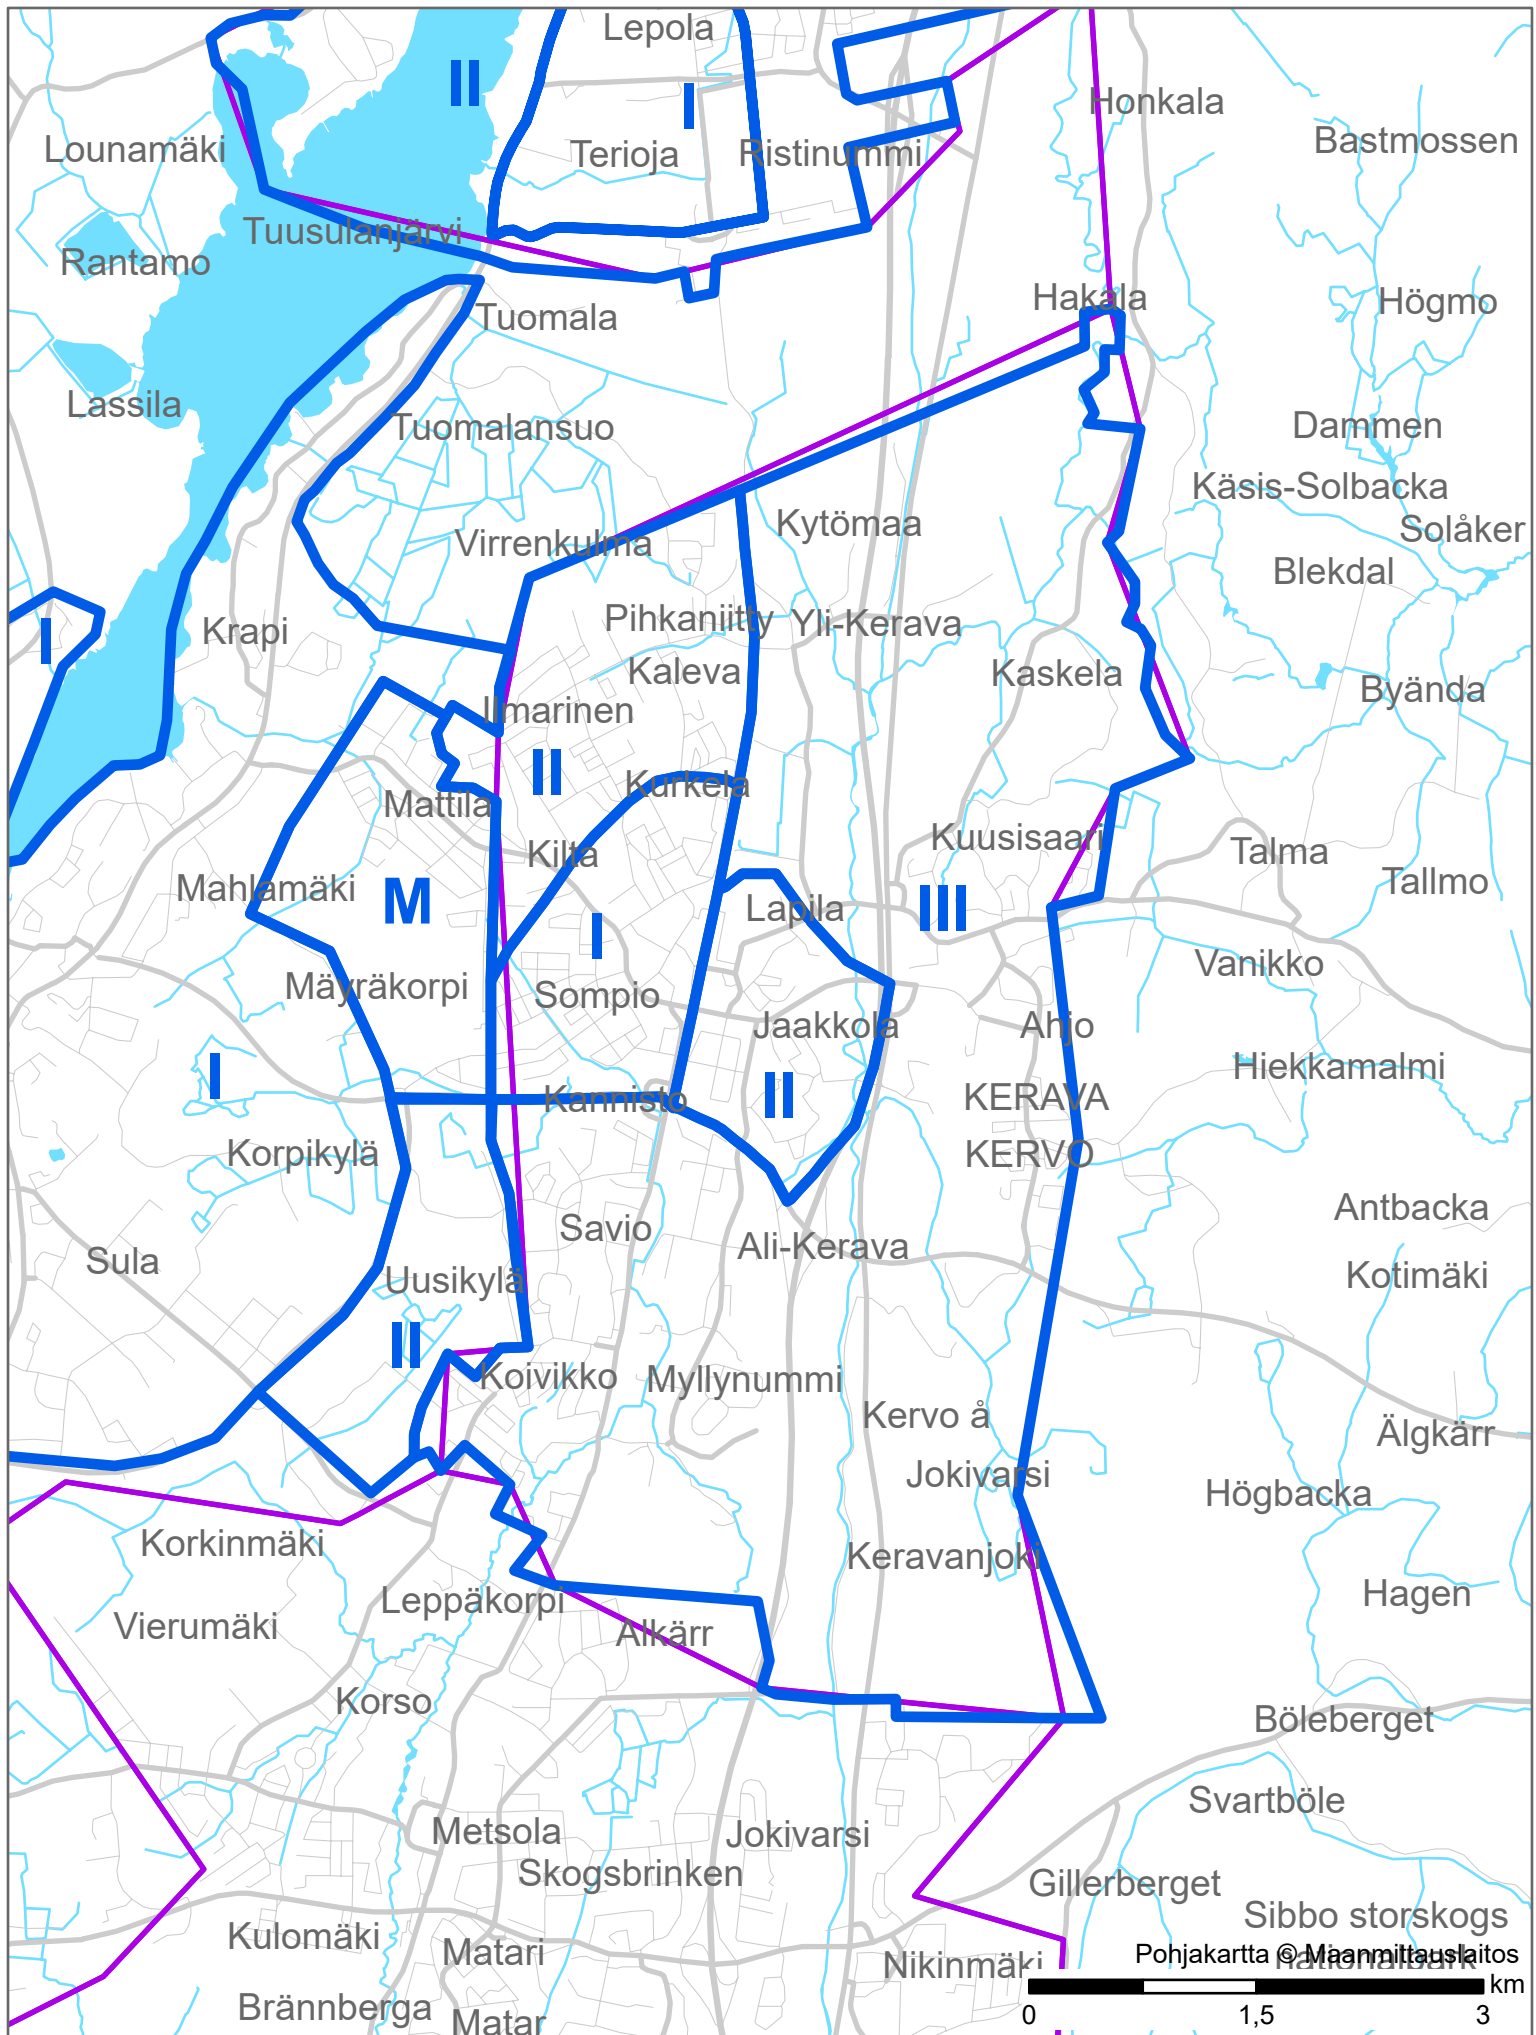 Lepola
II
I
Honkala
Bastmossen
Lounamäki
Terioja
Ristinummi
Tuusulanjärvi
Rantamo
Hakala
Högmo
Tuomala
Lassila
Tuomalansuo
Dammen
Käsis-Solbacka
Kytömaa
Solåker
Virrenkulma
Blekdal
I
Krapi
Pihkaniitty
Yli-Kerava
Kaleva
Kaskela
Byända
Ilmarinen
II
Kurkela
Mattila
Kuusisaari
Kilta
Talma
Tallmo
Mahlamäki
M
Lapila
III
I
Vanikko
Mäyräkorpi
Sompio
Jaakkola
Ahjo
I
Hiekkamalmi
II
Kannisto
KERAVA
Korpikylä
KERVO
Antbacka
Savio
Ali-Kerava
Sula
Uusikylä
Kotimäki
II
Koivikko
Myllynummi
Kervo å
Älgkärr
Jokivarsi
Högbacka
Korkinmäki
Keravanjoki
Leppäkorpi
Hagen
Vierumäki
Alkärr
Korso
Böleberget
Svartböle
Metsola
Jokivarsi
Skogsbrinken
Gillerberget
Sibbo storskogs
nationalpark
Kulomäki
Matari
Nikinmäki
Pohjakartta © Maanmittauslaitos
Brännberga
Matar
km
0 1,5 3